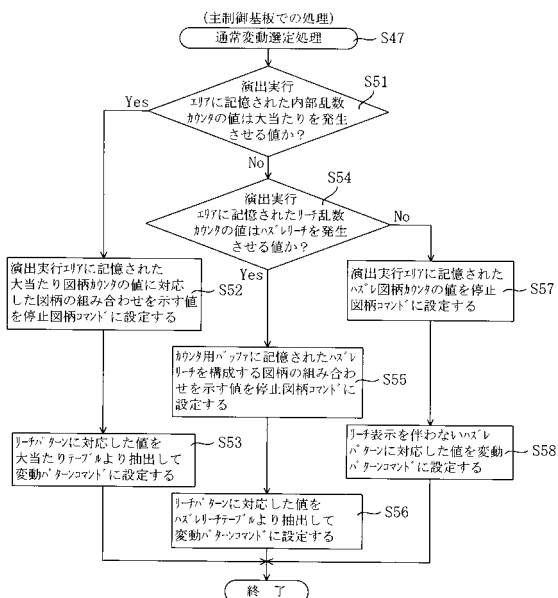 (主制御基板での処理)
通常変動選定処理
S47
演出実行
エリアに記憶された内部乱数
カウンタの値は大当たりを発生
させる値か?
S51
Yes
No
演出実行
エリアに記憶されたリーチ乱数
カウンタの値はハズレリーチを発生
させる値か?
S54
No
Yes
演出実行エリアに記憶された
大当たり図柄カウンタの値に対応
した図柄の組み合わせを示す値
を停止図柄コマンドに設定する
S52
演出実行エリアに記憶された
ハズレ図柄カウンタの値を停止
図柄コマンドに設定する
S57
カウンタ用バッファに記憶されたハズレ
リーチを構成する図柄の組み合わ
せを示す値を停止図柄コマンドに
設定する
S55
リーチパターンに対応した値を
大当たりテーブルより抽出して
変動パターンコマンドに設定する
S53
リーチ表示を伴わないハズレ
パターンに対応した値を変動
パターンコマンドに設定する
S58
リーチパターンに対応した値を
ハズレリーチテーブルより抽出して
変動パターンコマンドに設定する
S56
終了